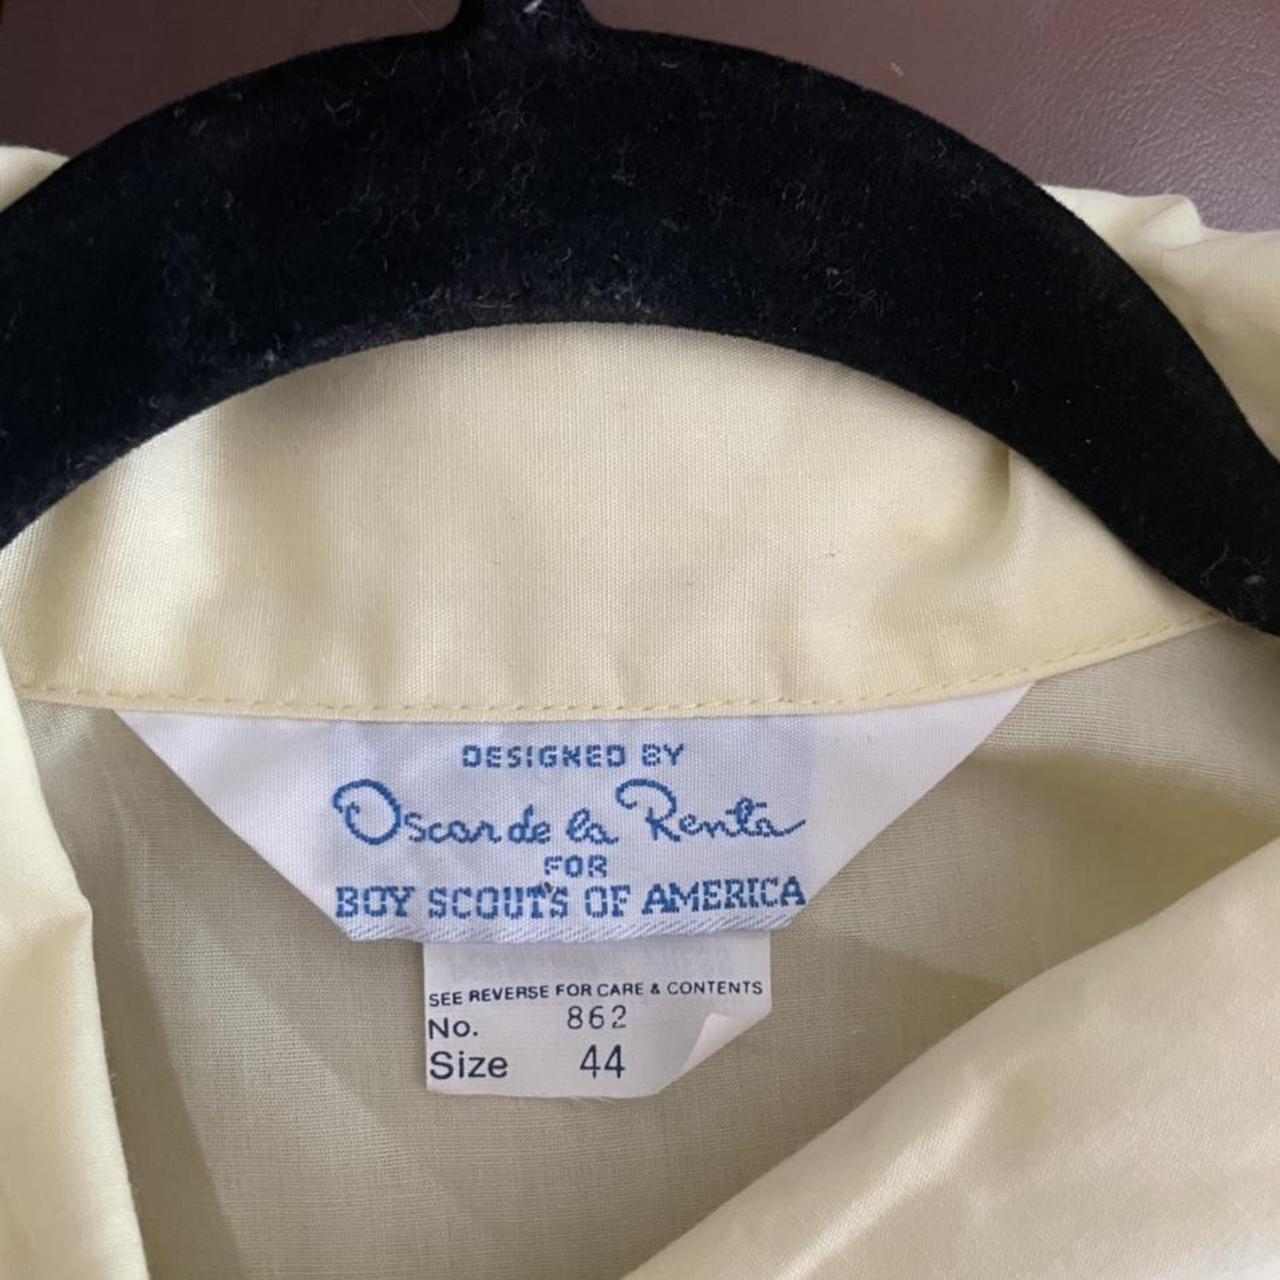 DESIGNED BY
Oscar de la Renta
FOR
BOY SCOUTS OF AMERICA
SEE REVERSE FOR CARE & CONTENTS
No. 862
Size 44